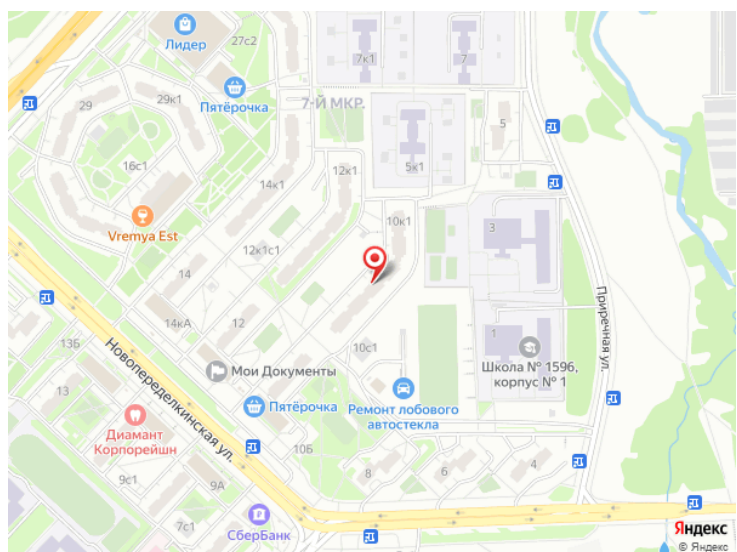 27с2
Лидер
7к1
7
Пятёрочка
29
29к1
7-Й МКР.
5
16с1
12к1
5к1
14к1
10к1
Vremya Est
3
12к1с1
14
14кА
12
1
13Б
10с1
Приречная ул.
Мои Документы
Школа № 1596,
корпус № 1
13
Новопеределкинская ул.
Пятёрочка
Ремонт лобового
автостекла
Диамант
Корпорейшн
10Б
8
6
4
9А
7с1
СберБанк
Яндекс
© Яндекс